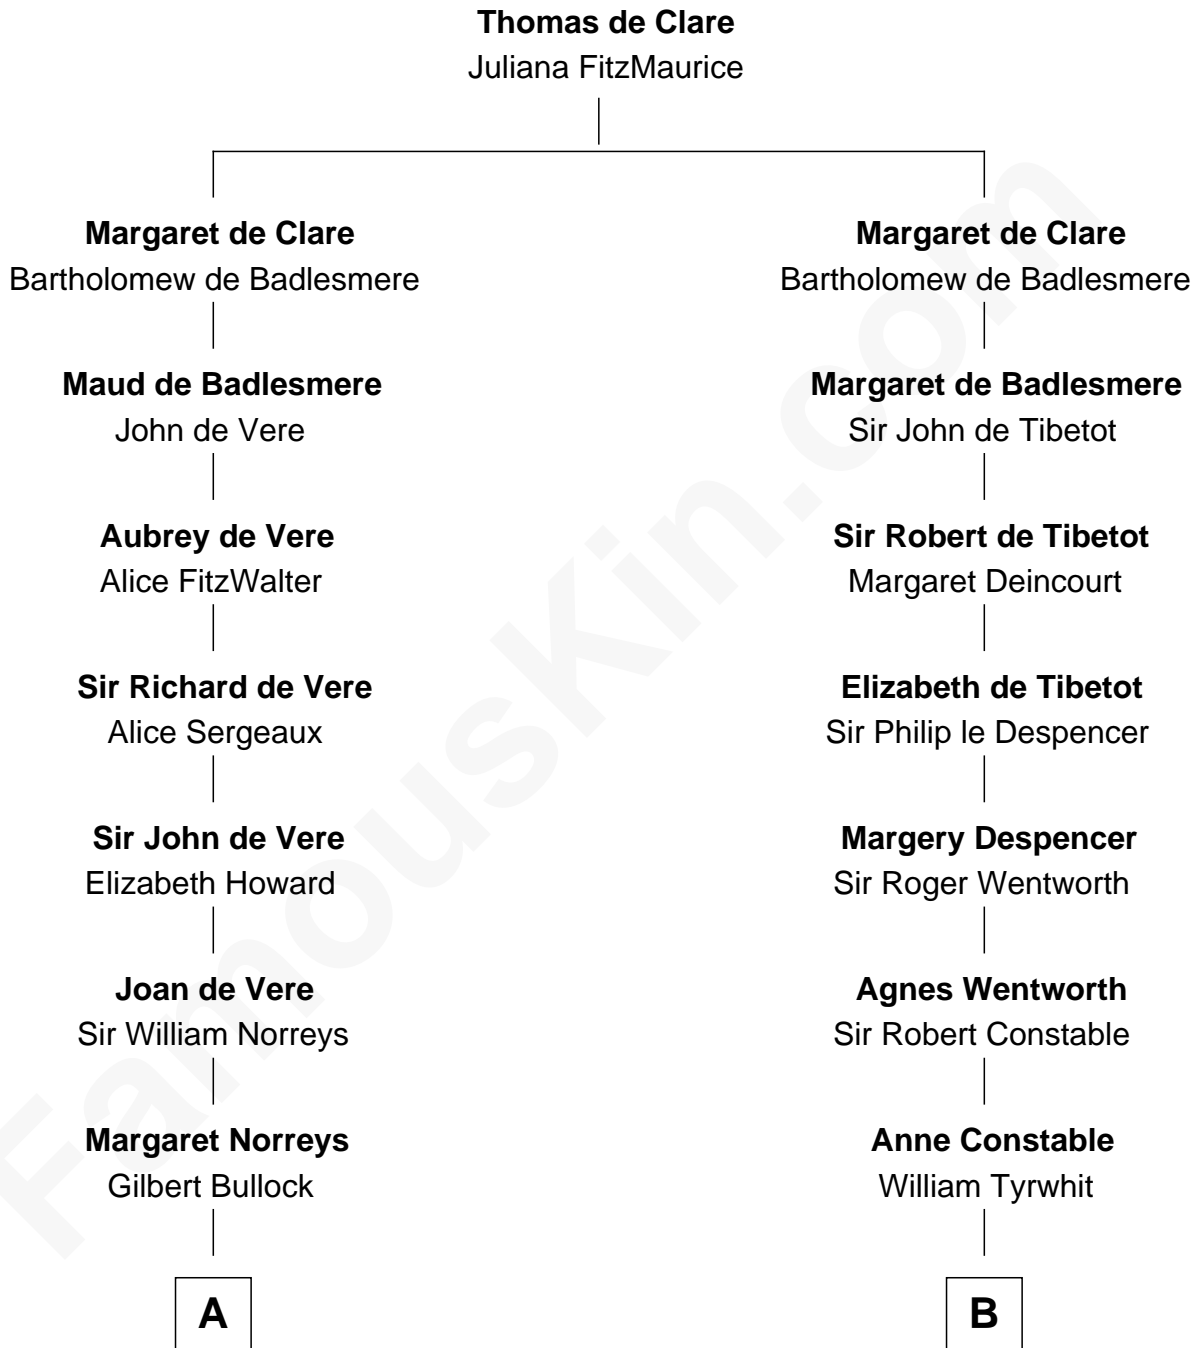 Thomas de Clare
Juliana FitzMaurice
Margaret de Clare
Bartholomew de Badlesmere
Margaret de Clare
Bartholomew de Badlesmere
Maud de Badlesmere
John de Vere
Margaret de Badlesmere
Sir John de Tibetot
Aubrey de Vere
Alice FitzWalter
Sir Robert de Tibetot
Margaret Deincourt
Sir Richard de Vere
Alice Sergeaux
Elizabeth de Tibetot
Sir Philip le Despencer
Sir John de Vere
Elizabeth Howard
Margery Despencer
Sir Roger Wentworth
Joan de Vere
Sir William Norreys
Agnes Wentworth
Sir Robert Constable
Margaret Norreys
Gilbert Bullock
Anne Constable
William Tyrwhit
A
B
FamousKin.com